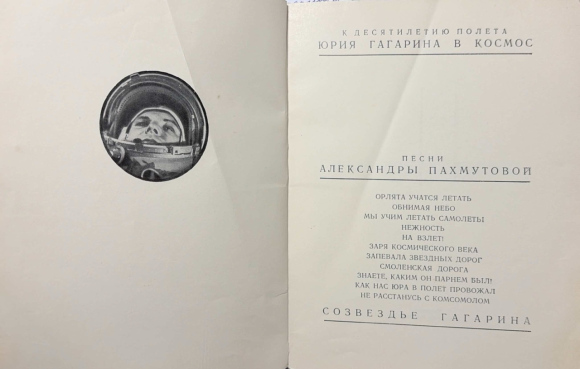 К ДЕСЯТИЛЕТИЮ ПОЛЕТА
ЮРИЯ ГАГАРИНА В КОСМОС
ПЕСНИ
АЛЕКСАНДРЫ ПАХМУТОВОЙ
ОРЛЯТА УЧАТСЯ ЛЕТАТЬ
ОБНИМАЯ НЕБО
МЫ УЧИМ ЛЕТАТЬ САМОЛЕТЫ
НЕЖНОСТЬ
НА ВЗЛЕТ!
ЗАРЯ КОСМИЧЕСКОГО ВЕКА
ЗАПЕВАЛА ЗВЕЗДНЫХ ДОРОГ
СМОЛЕНСКАЯ ДОРОГА
ЗНАЕТЕ, КАКИМ ОН ПАРНЕМ БЫЛ!
КАК НАС ЮРА В ПОЛЕТ ПРОВОЖАЛ
НЕ РАССТАНУСЬ С КОМСОМОЛОМ
СОЗВЕЗДЬЕ ГАГАРИНА